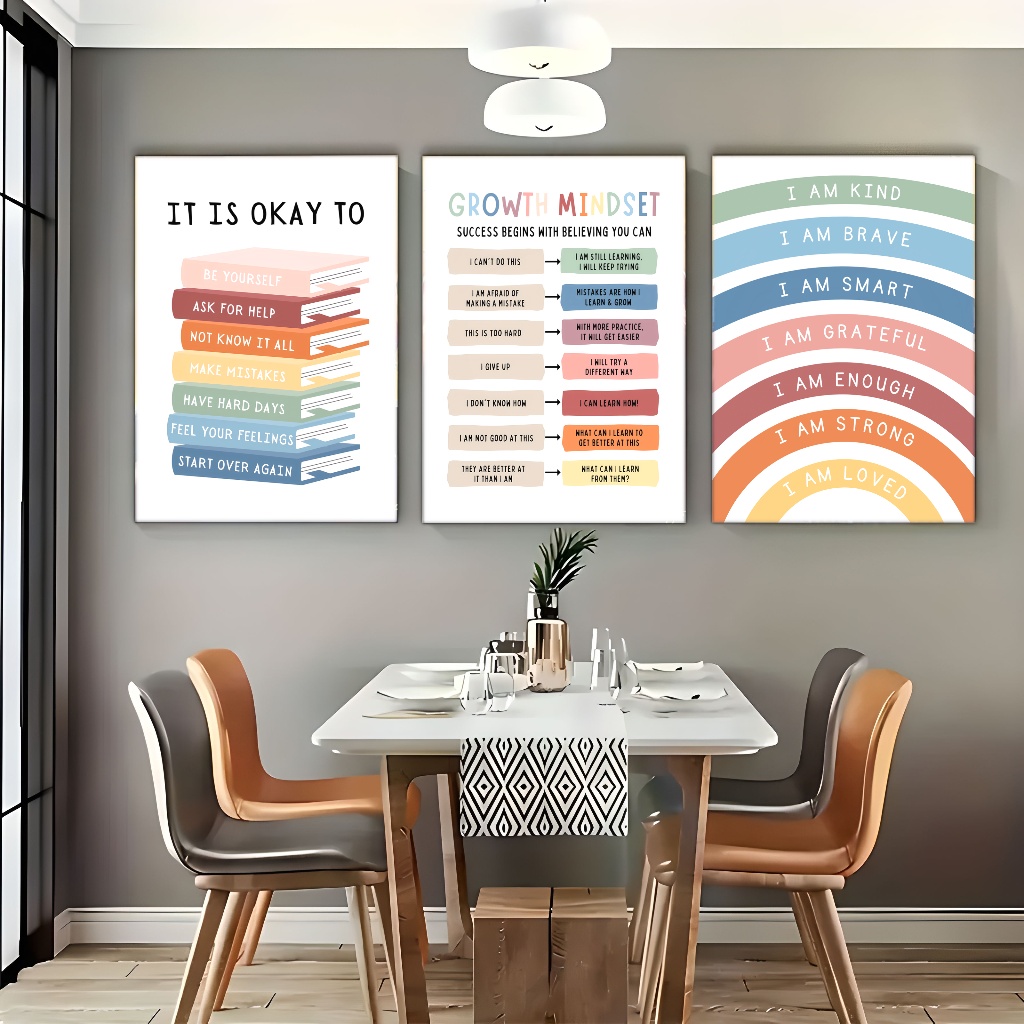 IT IS OKAY TO
BE YOURSELF
ASK FOR HELP
NOT KNOW IT ALL
MAKE MISTAKES
HAVE HARD DAYS
FEEL YOUR FEELINGS
START OVER AGAIN
GROWTH MINDSET
SUCCESS BEGINS WITH BELIEVING YOU CAN
I CAN'T DO THIS
I AM STILL LEARNING.
I WILL KEEP TRYING
I AM AFRAID OF
MAKING A MISTAKE
MISTAKES ARE HOW I
LEARN & GROW
THIS IS TOO HARD
WITH MORE PRACTICE,
IT WILL GET EASIER
I GIVE UP
I WILL TRY A
DIFFERENT WAY
I DON'T KNOW HOW
I CAN LEARN HOW!
I AM NOT GOOD AT THIS
WHAT CAN I LEARN TO
GET BETTER AT THIS
THEY ARE BETTER AT
IT THAN I AM
WHAT CAN I LEARN
FROM THEM?
I AM KIND
I AM BRAVE
I AM SMART
I AM GRATEFUL
I AM ENOUGH
I AM STRONG
I AM LOVED